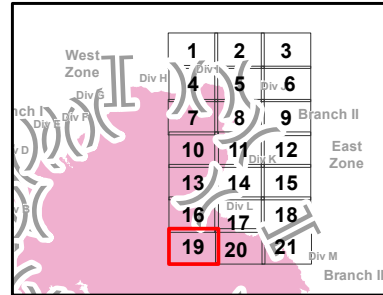 1 2 3
West Zone
Div H
Div I
4 5 6
Div J
Div G
nch I
Div F
Div E
7 8 9
Branch II
Div D
10 11 12
East Zone
Div K
13 14 15
Div B
16 17 18
Div L
19 20 21
Div M
Branch II